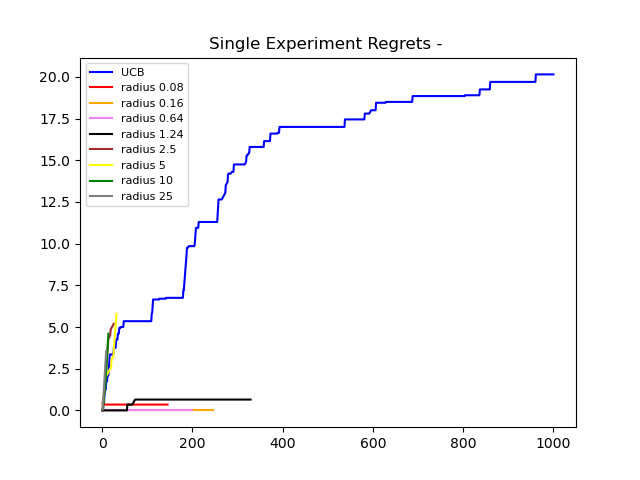 Single Experiment Regrets -
20.0
17.5
15.0
12.5
10.0
7.5
5.0
2.5
0.0
UCB
radius 0.08
radius 0.16
radius 0.64
radius 1.24
radius 2.5
radius 5
radius 10
radius 25
0 200 400 600 800 1000